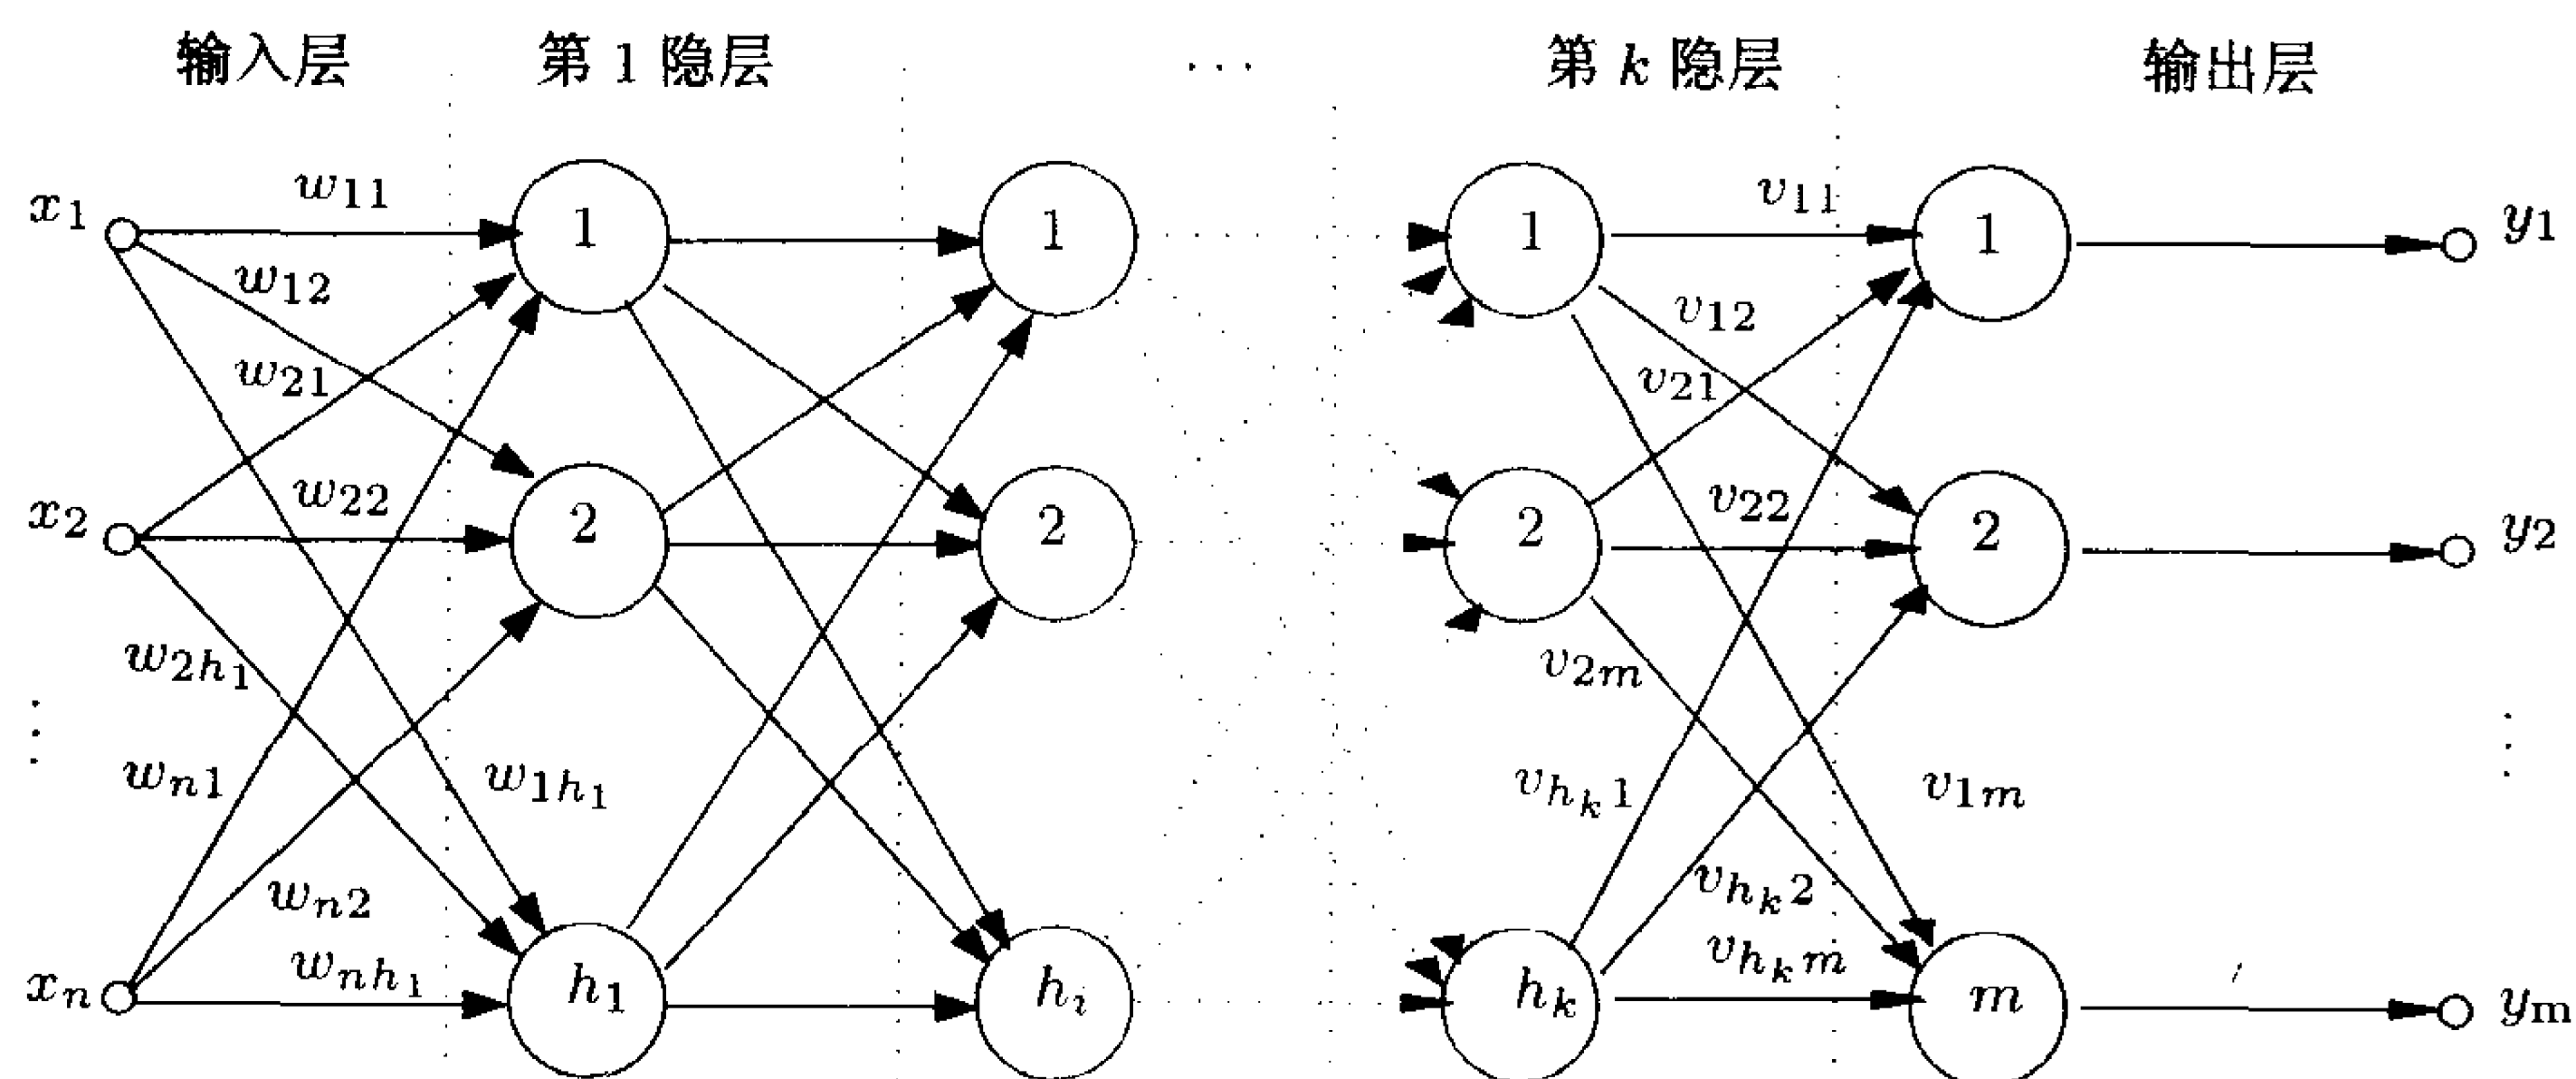 输入层 第 1 隐层 ··· 第 k 隐层 输出层
x1 w11 1 1 1 v11 1 y1
w12 v12
w21 v21
x2 w22 2 2 2 v22 2 y2
w2h1 v2m
⋮ wn1 w1h1 vhk1 v1m ⋮
wn2 vhk2
xn wnh1 h1 hi hk vhkm m ym